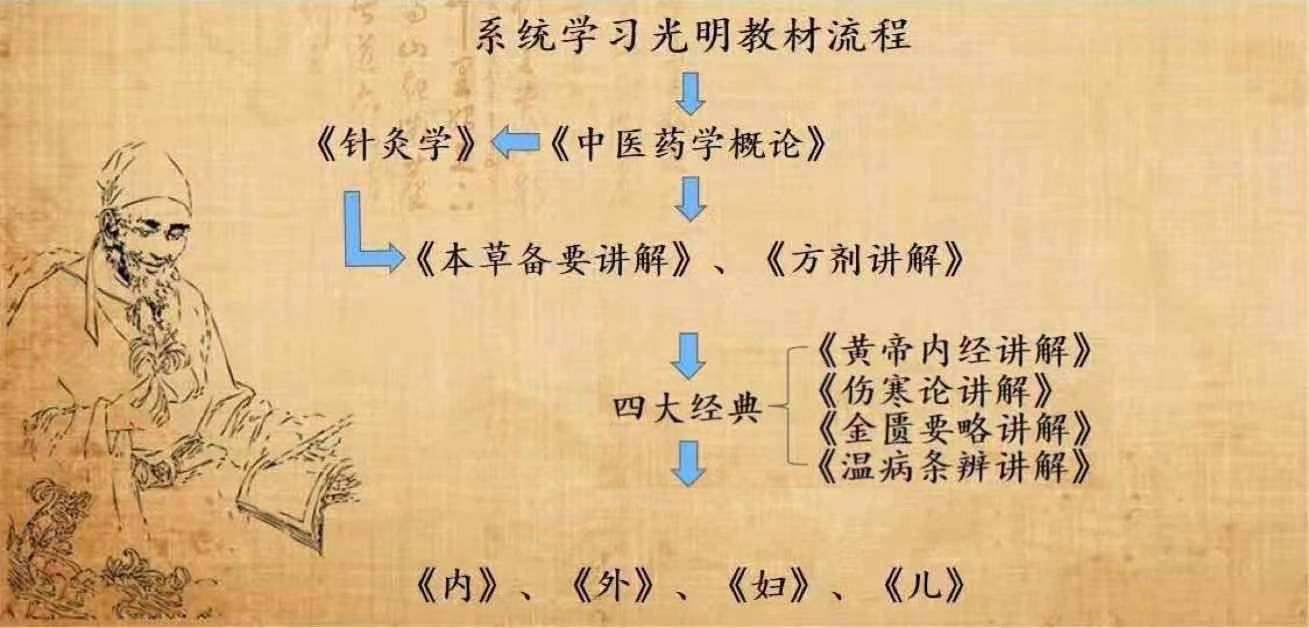 系统学习光明教材流程
《针灸学》 《中医药学概论》
《本草备要讲解》、《方剂讲解》
四大经典
《黄帝内经讲解》
《伤寒论讲解》
《金匮要略讲解》
《温病条辨讲解》
《内》、《外》、《妇》、《儿》